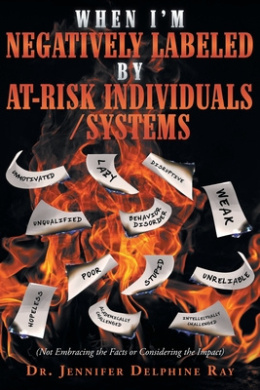 WHEN I'M
NEGATIVELY LABELED
BY
AT-RISK INDIVIDUALS
/SYSTEMS
UNMOTIVATED
LAZY
DISRUPTIVE
UNQUALIFIED
BEHAVIOR
DISORDER
WEAK
POOR
STUPID
UNRELIABLE
HOPELESS
ACADEMICALLY
CHALLENGED
INTELLECTUALLY
CHALLENGED
(Not Embracing the Facts or Considering the Impact)
DR. JENNIFER DELPHINE RAY